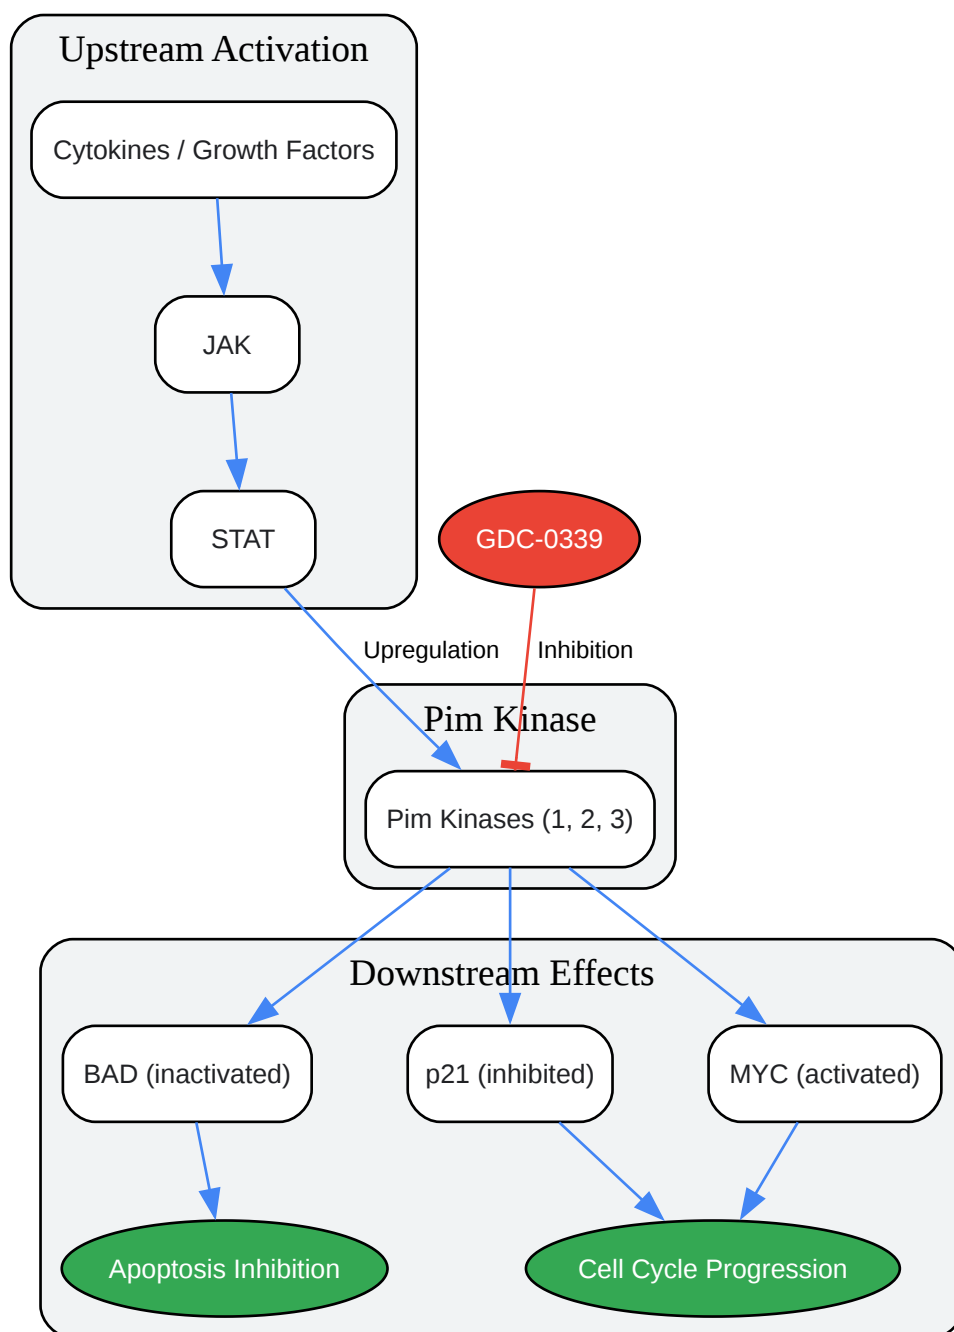 Upstream Activation
Cytokines / Growth Factors
JAK
STAT
GDC-0339
Upregulation
Inhibition
Pim Kinase
Pim Kinases (1, 2, 3)
Downstream Effects
BAD (inactivated)
p21 (inhibited)
MYC (activated)
Apoptosis Inhibition
Cell Cycle Progression